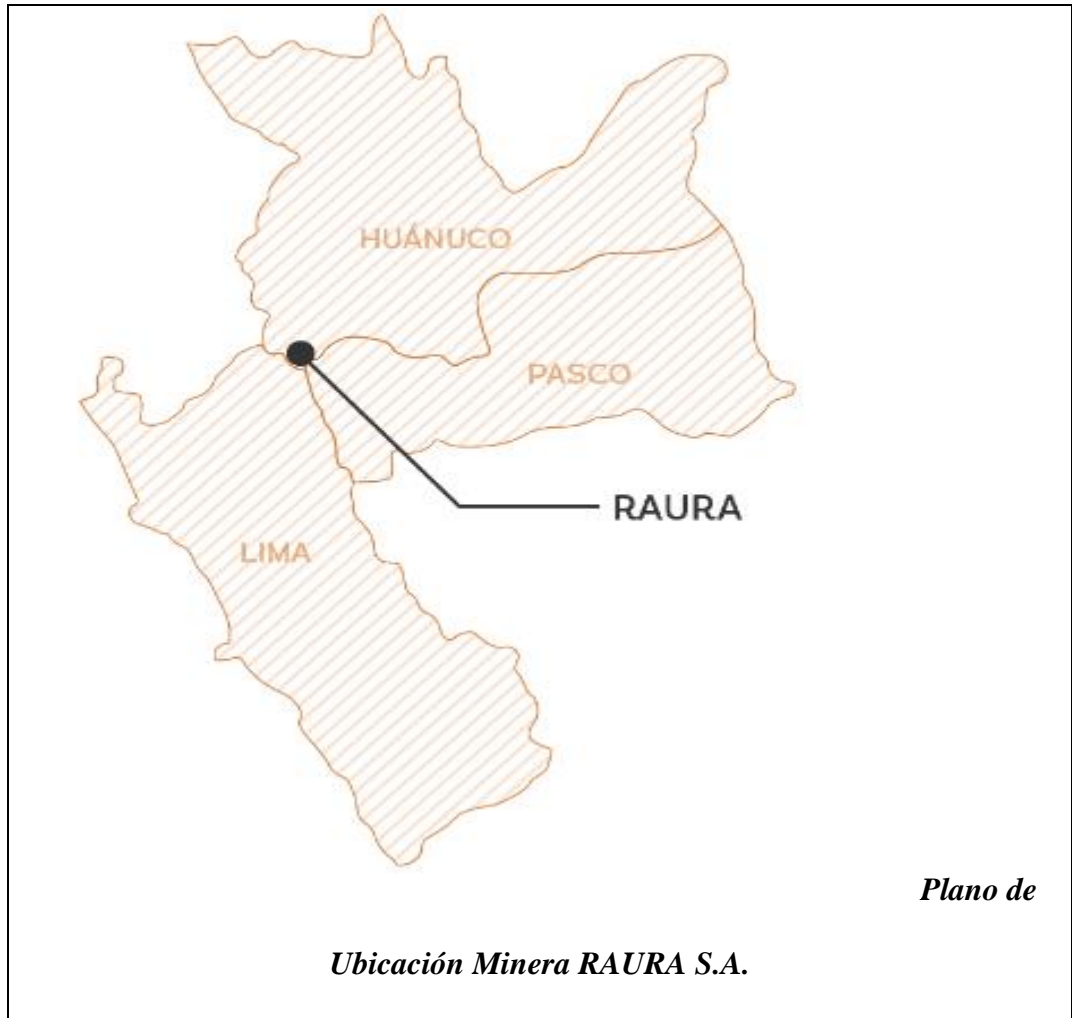 HUÁNUCO
PASCO
RAURA
LIMA
Plano de
Ubicación Minera RAURA S.A.